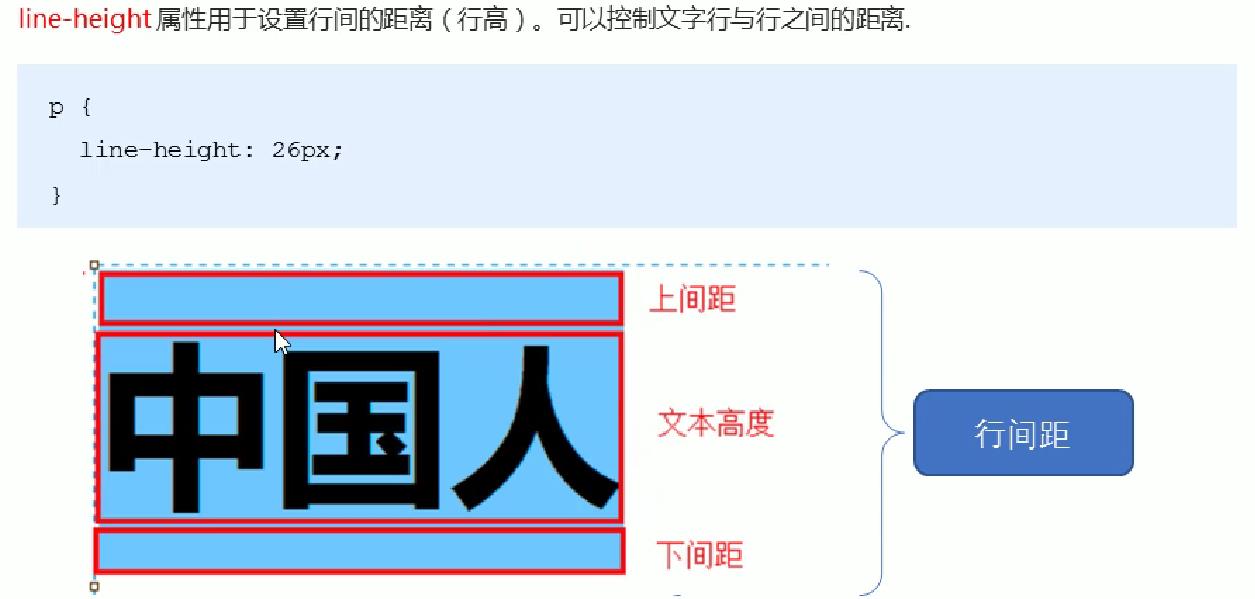 line-height 属性用于设置行间的距离（行高）。可以控制文字行与行之间的距离.
p {
line-height: 26px;
}
上间距
中国人
文本高度
行间距
下间距